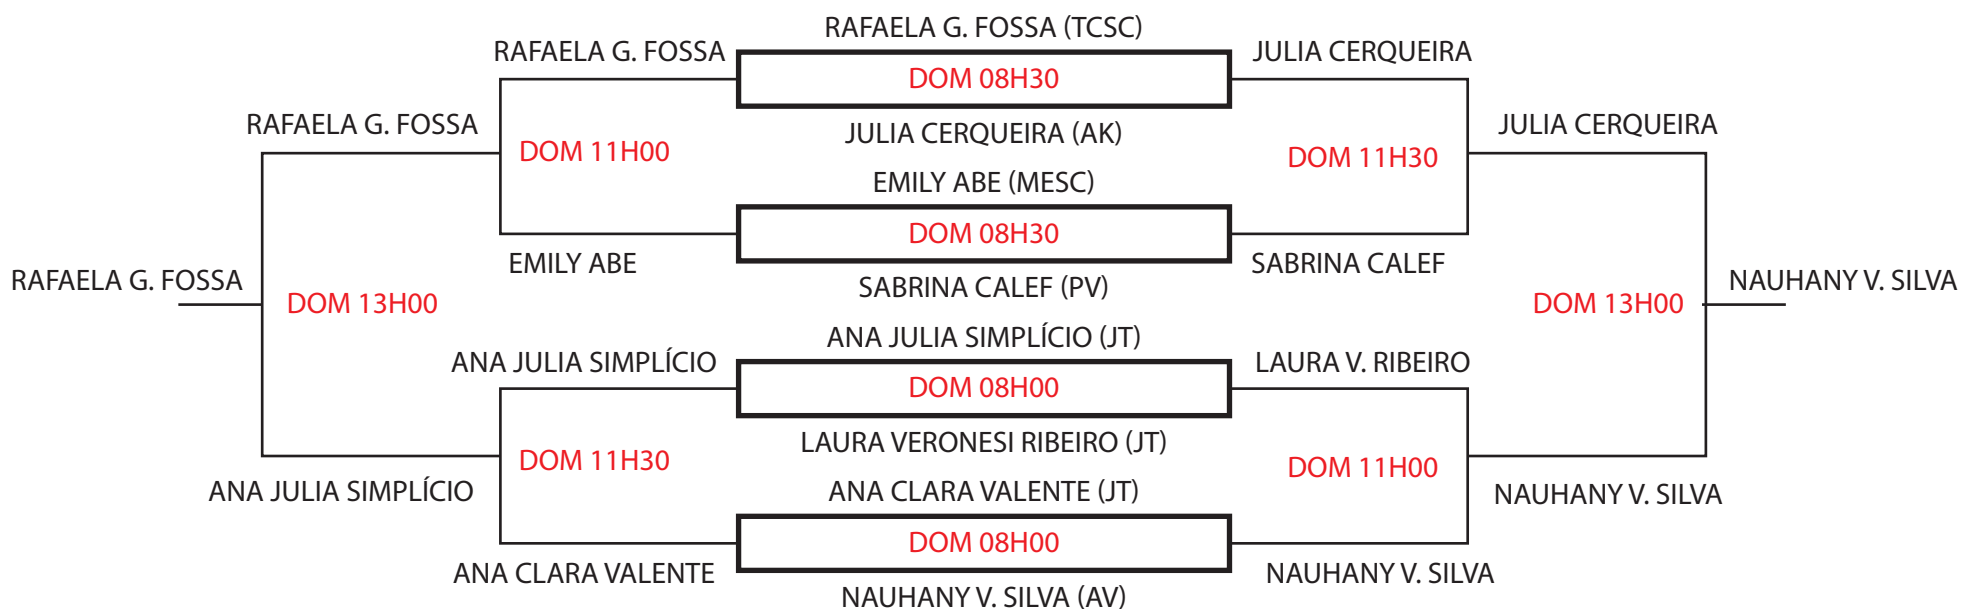 RAFAELA G. FOSSA (TCSC)
RAFAELA G. FOSSA
DOM 08H30
JULIA CERQUEIRA
RAFAELA G. FOSSA
DOM 11H00
JULIA CERQUEIRA (AK)
DOM 11H30
JULIA CERQUEIRA
EMILY ABE (MESC)
DOM 08H30
EMILY ABE
SABRINA CALEF
SABRINA CALEF (PV)
RAFAELA G. FOSSA
DOM 13H00
DOM 13H00
NAUHANY V. SILVA
ANA JULIA SIMPLÍCIO (JT)
ANA JULIA SIMPLÍCIO
DOM 08H00
LAURA V. RIBEIRO
LAURA VERONESI RIBEIRO (JT)
DOM 11H30
DOM 11H00
ANA JULIA SIMPLÍCIO
ANA CLARA VALENTE (JT)
NAUHANY V. SILVA
DOM 08H00
ANA CLARA VALENTE
NAUHANY V. SILVA
NAUHANY V. SILVA (AV)